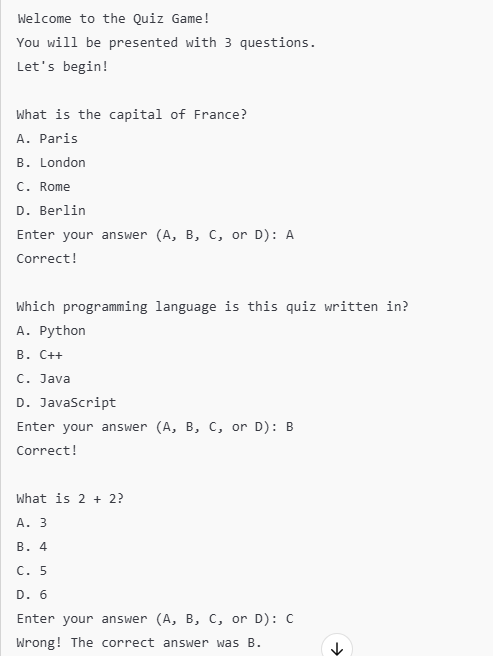 Welcome to the Quiz Game!
You will be presented with 3 questions.
Let's begin!
What is the capital of France?
A. Paris
B. London
C. Rome
D. Berlin
Enter your answer (A, B, C, or D): A
Correct!
Which programming language is this quiz written in?
A. Python
B. C++
C. Java
D. JavaScript
Enter your answer (A, B, C, or D): B
Correct!
What is 2 + 2?
A. 3
B. 4
C. 5
D. 6
Enter your answer (A, B, C, or D): C
Wrong! The correct answer was B.